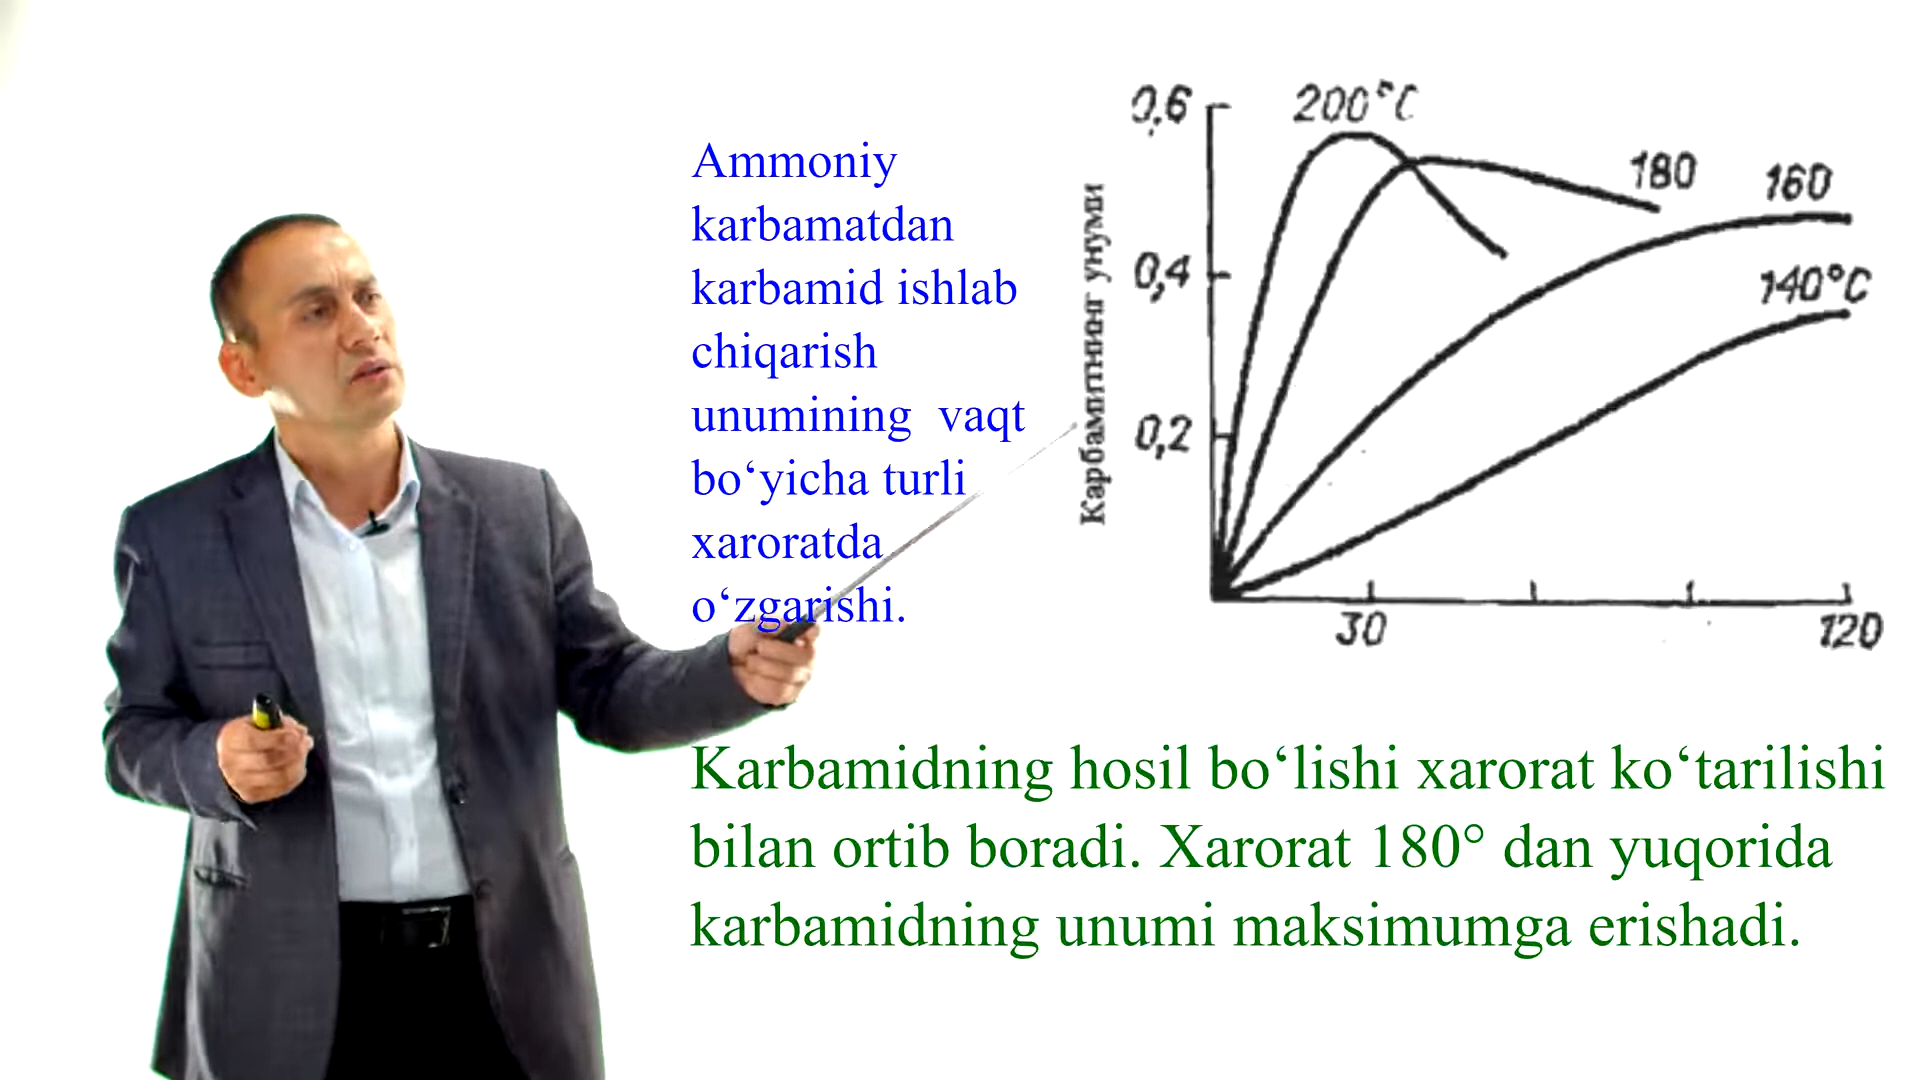 Ammoniy
karbamatdan
karbamid ishlab
chiqarish
unumining vaqt
bo‘yicha turli
xaroratda
o‘zgarishi.
Карбамитнинг унуми
0,6
0,4
0,2
200°C
180
160
140°C
30
120
Karbamidning hosil bo‘lishi xarorat ko‘tarilishi
bilan ortib boradi. Xarorat 180° dan yuqorida
karbamidning unumi maksimumga erishadi.